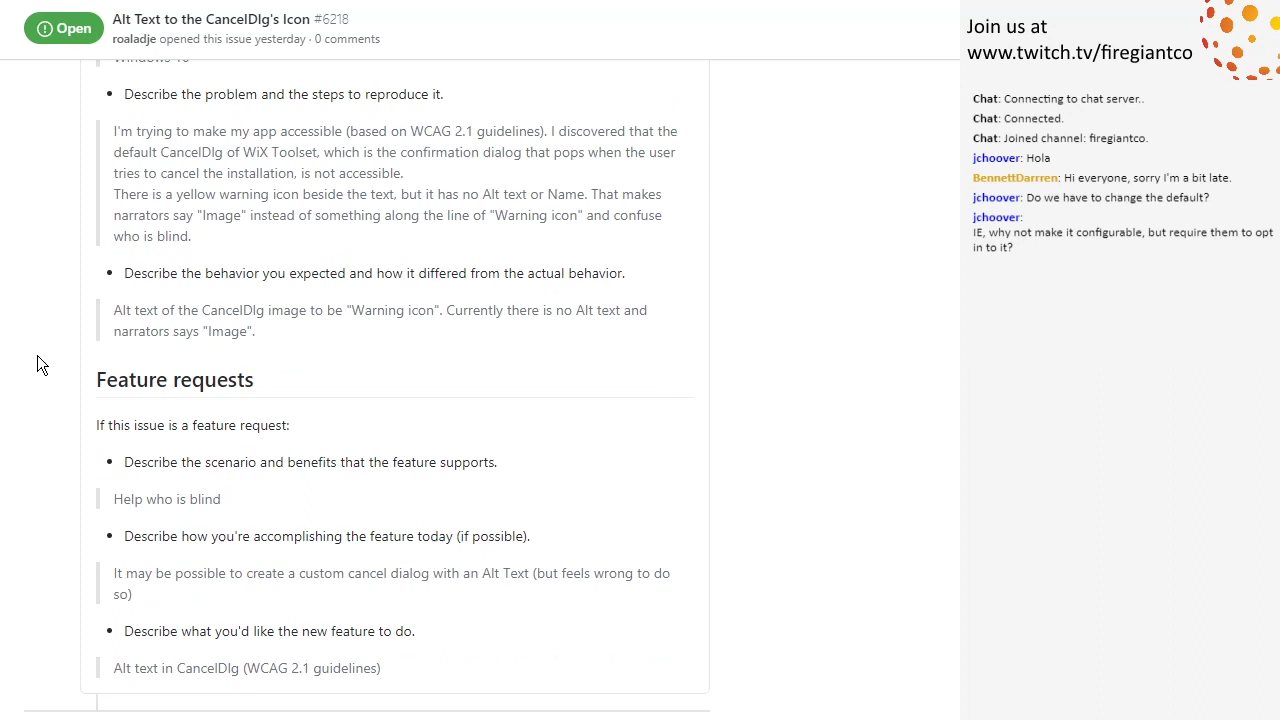 Open
Alt Text to the CancelDlg's Icon #6218
roaladje opened this issue yesterday · 0 comments
• Describe the problem and the steps to reproduce it.
I'm trying to make my app accessible (based on WCAG 2.1 guidelines). I discovered that the
default CancelDlg of WiX Toolset, which is the confirmation dialog that pops when the user
tries to cancel the installation, is not accessible.
There is a yellow warning icon beside the text, but it has no Alt text or Name. That makes
narrators say "Image" instead of something along the line of "Warning icon" and confuse
who is blind.
• Describe the behavior you expected and how it differed from the actual behavior.
Alt text of the CancelDlg image to be "Warning icon". Currently there is no Alt text and
narrators says "Image".
Feature requests
If this issue is a feature request:
• Describe the scenario and benefits that the feature supports.
Help who is blind
• Describe how you're accomplishing the feature today (if possible).
It may be possible to create a custom cancel dialog with an Alt Text (but feels wrong to do
so)
• Describe what you'd like the new feature to do.
Alt text in CancelDlg (WCAG 2.1 guidelines)
Join us at
www.twitch.tv/firegiantco
Chat: Connecting to chat server..
Chat: Connected.
Chat: Joined channel: firegiantco.
jchoover: Hola
BennettDarrren: Hi everyone, sorry I'm a bit late.
jchoover: Do we have to change the default?
jchoover:
IE, why not make it configurable, but require them to opt
in to it?